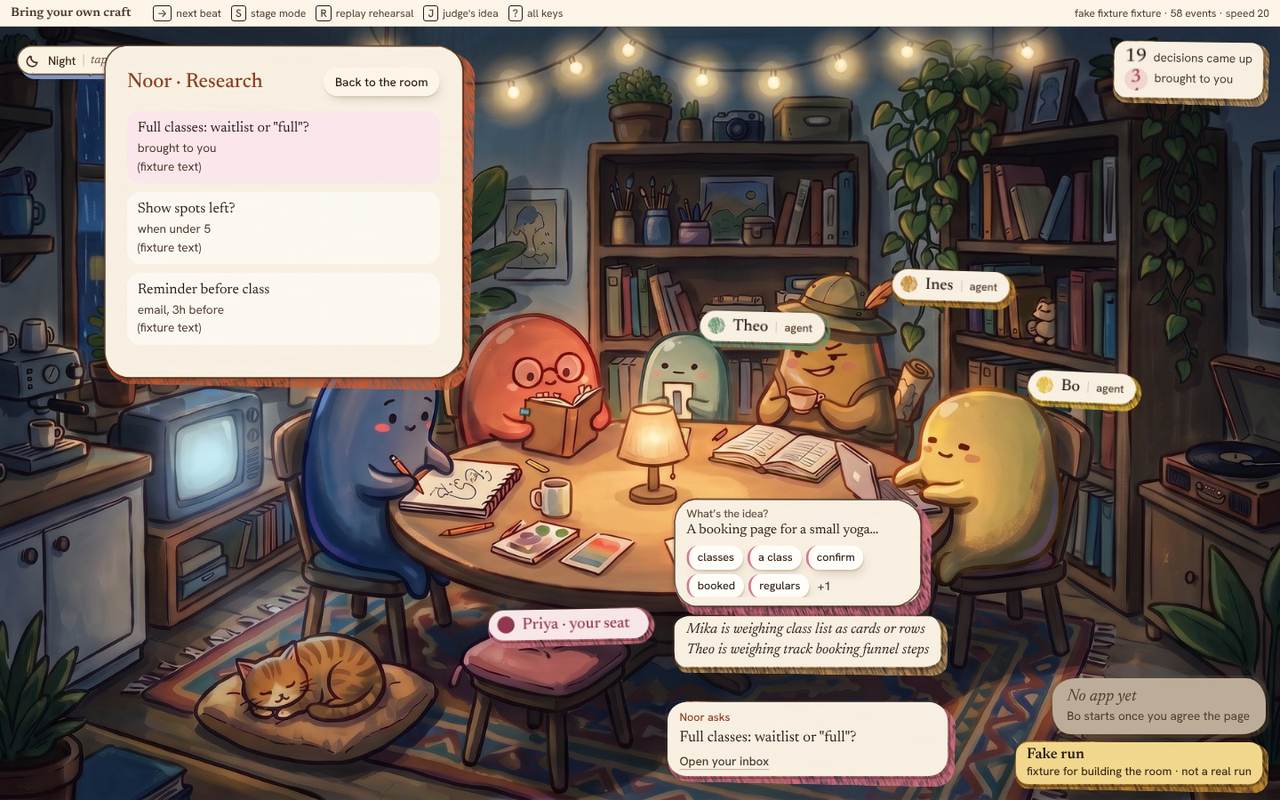 Bring your own craft
→ next beat
S stage mode
R replay rehearsal
J judge's idea
? all keys
fake fixture fixture · 58 events · speed 20
Night
tap
Noor · Research
Back to the room
Full classes: waitlist or "full"?
brought to you
(fixture text)
Show spots left?
when under 5
(fixture text)
Reminder before class
email, 3h before
(fixture text)
19 decisions came up
3 brought to you
Ines agent
Theo agent
Bo agent
What's the idea?
A booking page for a small yoga...
classes
a class
confirm
booked
regulars
+1
Priya · your seat
Mika is weighing class list as cards or rows
Theo is weighing track booking funnel steps
Noor asks
Full classes: waitlist or "full"?
Open your inbox
No app yet
Bo starts once you agree the page
Fake run
fixture for building the room · not a real run